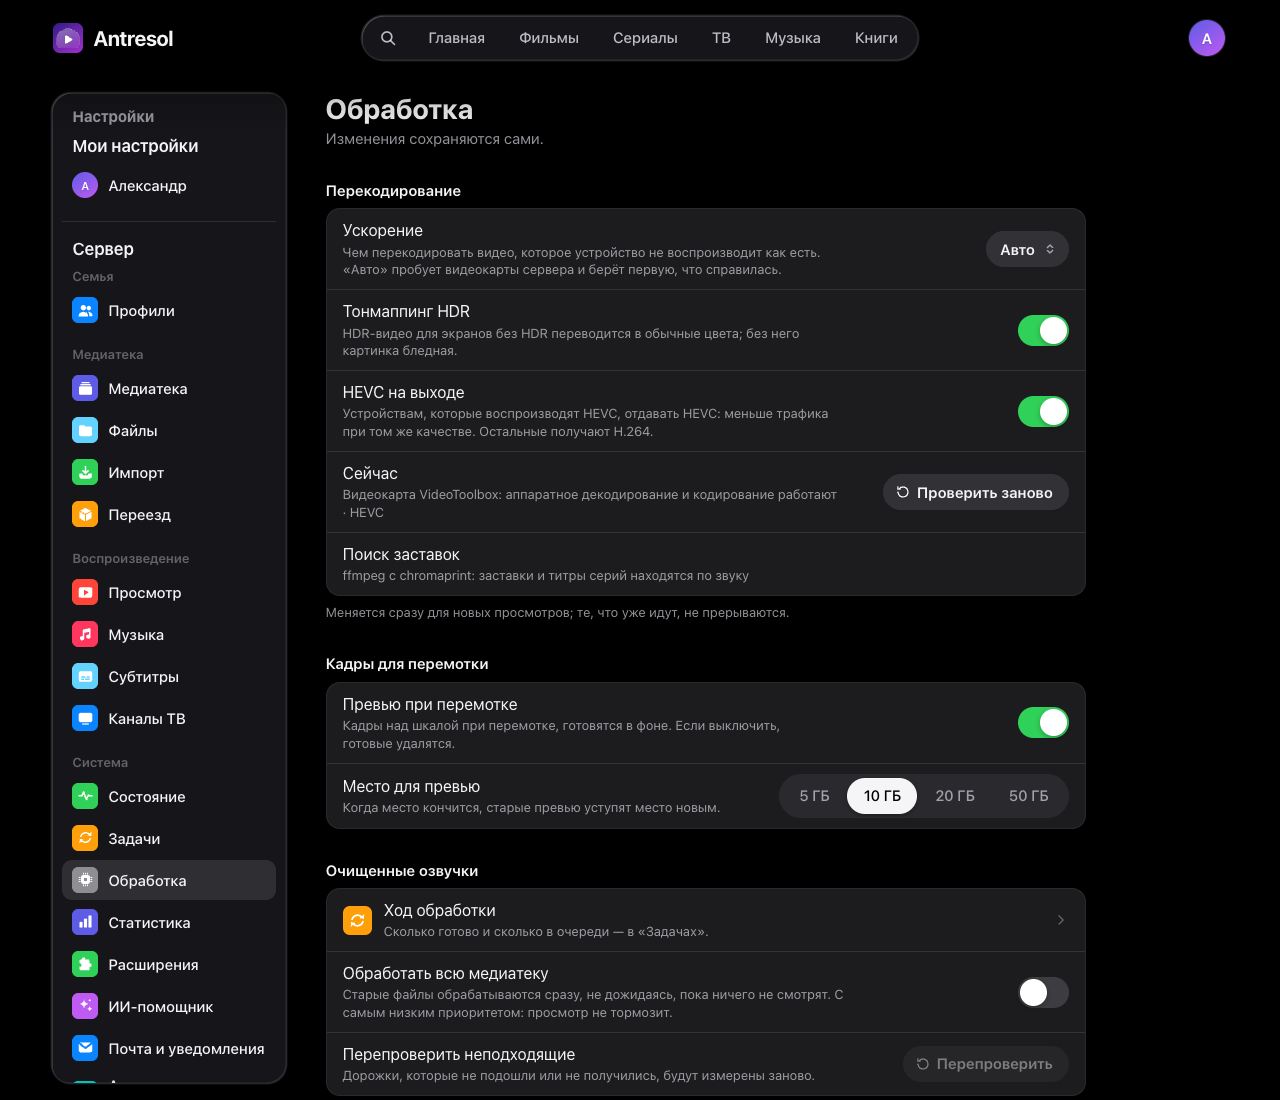 Antresol
Главная
Фильмы
Сериалы
ТВ
Музыка
Книги
A
Настройки
Мои настройки
A
Александр
Сервер
Семья
Профили
Медиатека
Медиатека
Файлы
Импорт
Переезд
Воспроизведение
Просмотр
Музыка
Субтитры
Каналы ТВ
Система
Состояние
Задачи
Обработка
Статистика
Расширения
ИИ-помощник
Почта и уведомления
Обработка
Изменения сохраняются сами.
Перекодирование
Ускорение
Чем перекодировать видео, которое устройство не воспроизводит как есть.
«Авто» пробует видеокарты сервера и берёт первую, что справилась.
Авто
Тонмаппинг HDR
HDR-видео для экранов без HDR переводится в обычные цвета; без него
картинка бледная.
HEVC на выходе
Устройствам, которые воспроизводят HEVC, отдавать HEVC: меньше трафика
при том же качестве. Остальные получают H.264.
Сейчас
Видеокарта VideoToolbox: аппаратное декодирование и кодирование работают
· HEVC
Проверить заново
Поиск заставок
ffmpeg с chromaprint: заставки и титры серий находятся по звуку
Меняется сразу для новых просмотров; те, что уже идут, не прерываются.
Кадры для перемотки
Превью при перемотке
Кадры над шкалой при перемотке, готовятся в фоне. Если выключить,
готовые удалятся.
Место для превью
Когда место кончится, старые превью уступят место новым.
5 ГБ
10 ГБ
20 ГБ
50 ГБ
Очищенные озвучки
Ход обработки
Сколько готово и сколько в очереди — в «Задачах».
Обработать всю медиатеку
Старые файлы обрабатываются сразу, не дожидаясь, пока ничего не смотрят. С
самым низким приоритетом: просмотр не тормозит.
Перепроверить неподходящие
Дорожки, которые не подошли или не получились, будут измерены заново.
Перепроверить